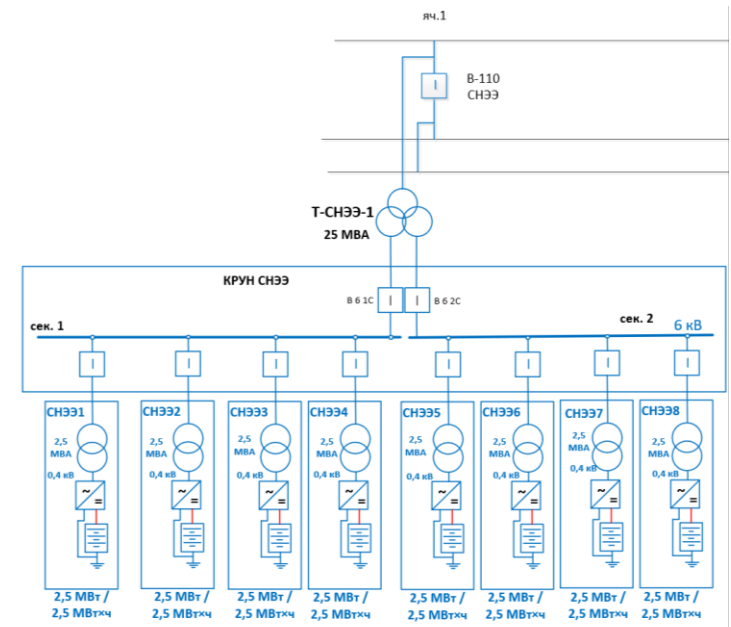 яч.1
В-110
СНЭЭ
Т-СНЭЭ-1
25 МВА
КРУН СНЭЭ
В 6 1С
В 6 2С
сек. 1
сек. 2
6 кВ
СНЭЭ1
СНЭЭ2
СНЭЭ3
СНЭЭ4
СНЭЭ5
СНЭЭ6
СНЭЭ7
СНЭЭ8
2,5
МВА
2,5
МВА
2,5
МВА
2,5
МВА
2,5
МВА
2,5
МВА
2,5
МВА
2,5
МВА
0,4 кВ
0,4 кВ
0,4 кВ
0,4 кВ
0,4 кВ
0,4 кВ
0,4 кВ
0,4 кВ
2,5 МВт /
2,5 МВт×ч
2,5 МВт /
2,5 МВт×ч
2,5 МВт /
2,5 МВт×ч
2,5 МВт /
2,5 МВт×ч
2,5 МВт /
2,5 МВт×ч
2,5 МВт /
2,5 МВт×ч
2,5 МВт /
2,5 МВт×ч
2,5 МВт /
2,5 МВт×ч